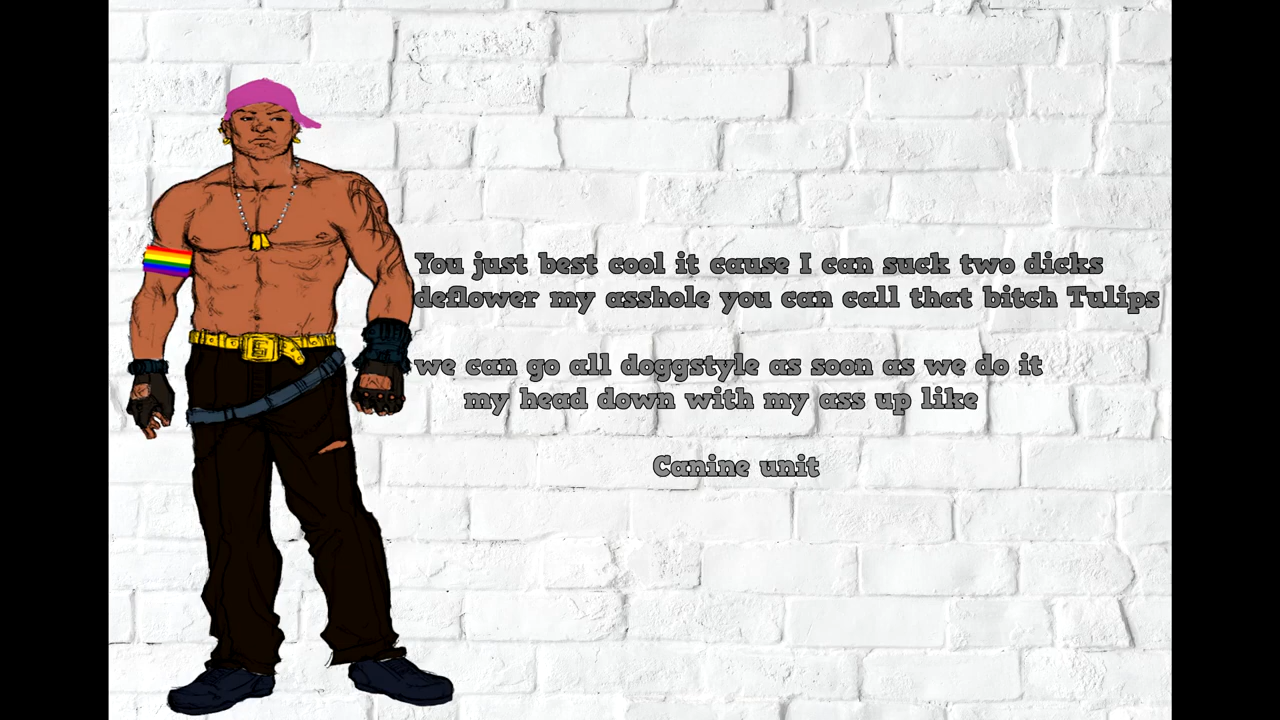 You just best cool it cause I can suck two dicks
deflower my asshole you can call that bitch Tulips
we can go all doggstyle as soon as we do it
my head down with my ass up like
Canine unit